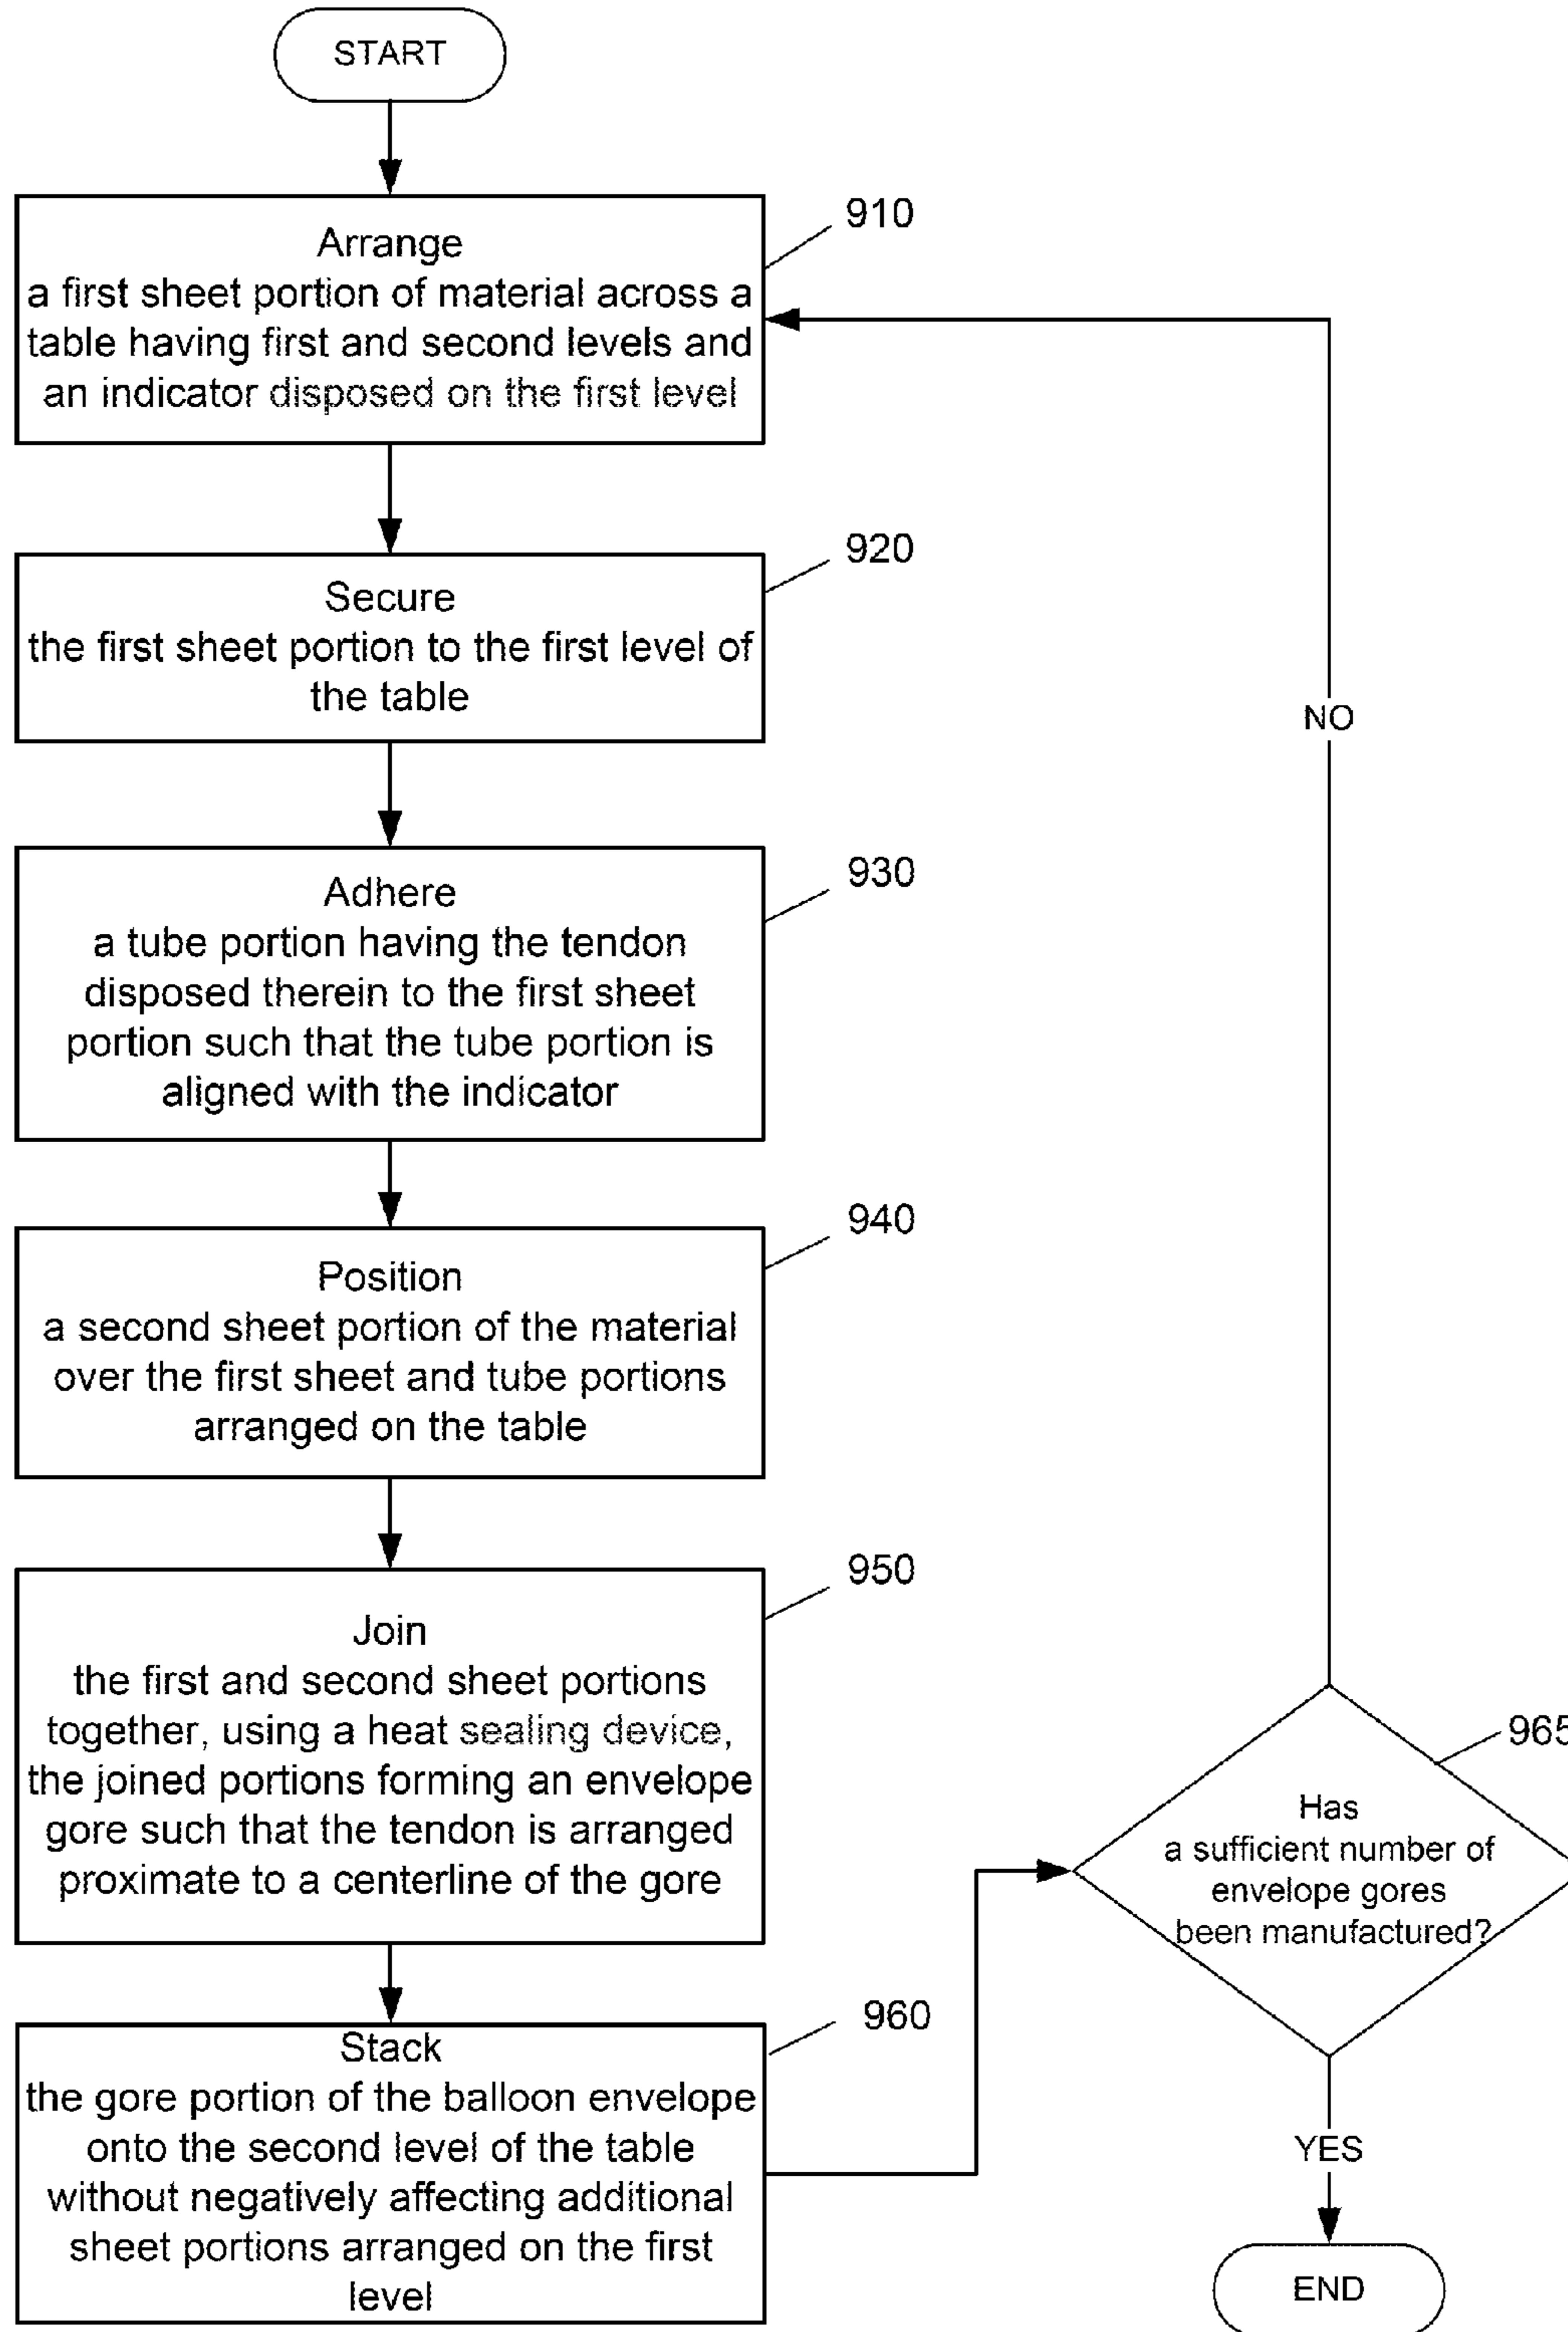 START
Arrange
a first sheet portion of material across a
table having first and second levels and
an indicator disposed on the first level
910
Secure
the first sheet portion to the first level of
the table
920
Adhere
a tube portion having the tendon
disposed therein to the first sheet
portion such that the tube portion is
aligned with the indicator
930
Position
a second sheet portion of the material
over the first sheet and tube portions
arranged on the table
940
Join
the first and second sheet portions
together, using a heat sealing device,
the joined portions forming an envelope
gore such that the tendon is arranged
proximate to a centerline of the gore
950
Stack
the gore portion of the balloon envelope
onto the second level of the table
without negatively affecting additional
sheet portions arranged on the first
level
960
Has
a sufficient number of
envelope gores
been manufactured?
965
NO
YES
END